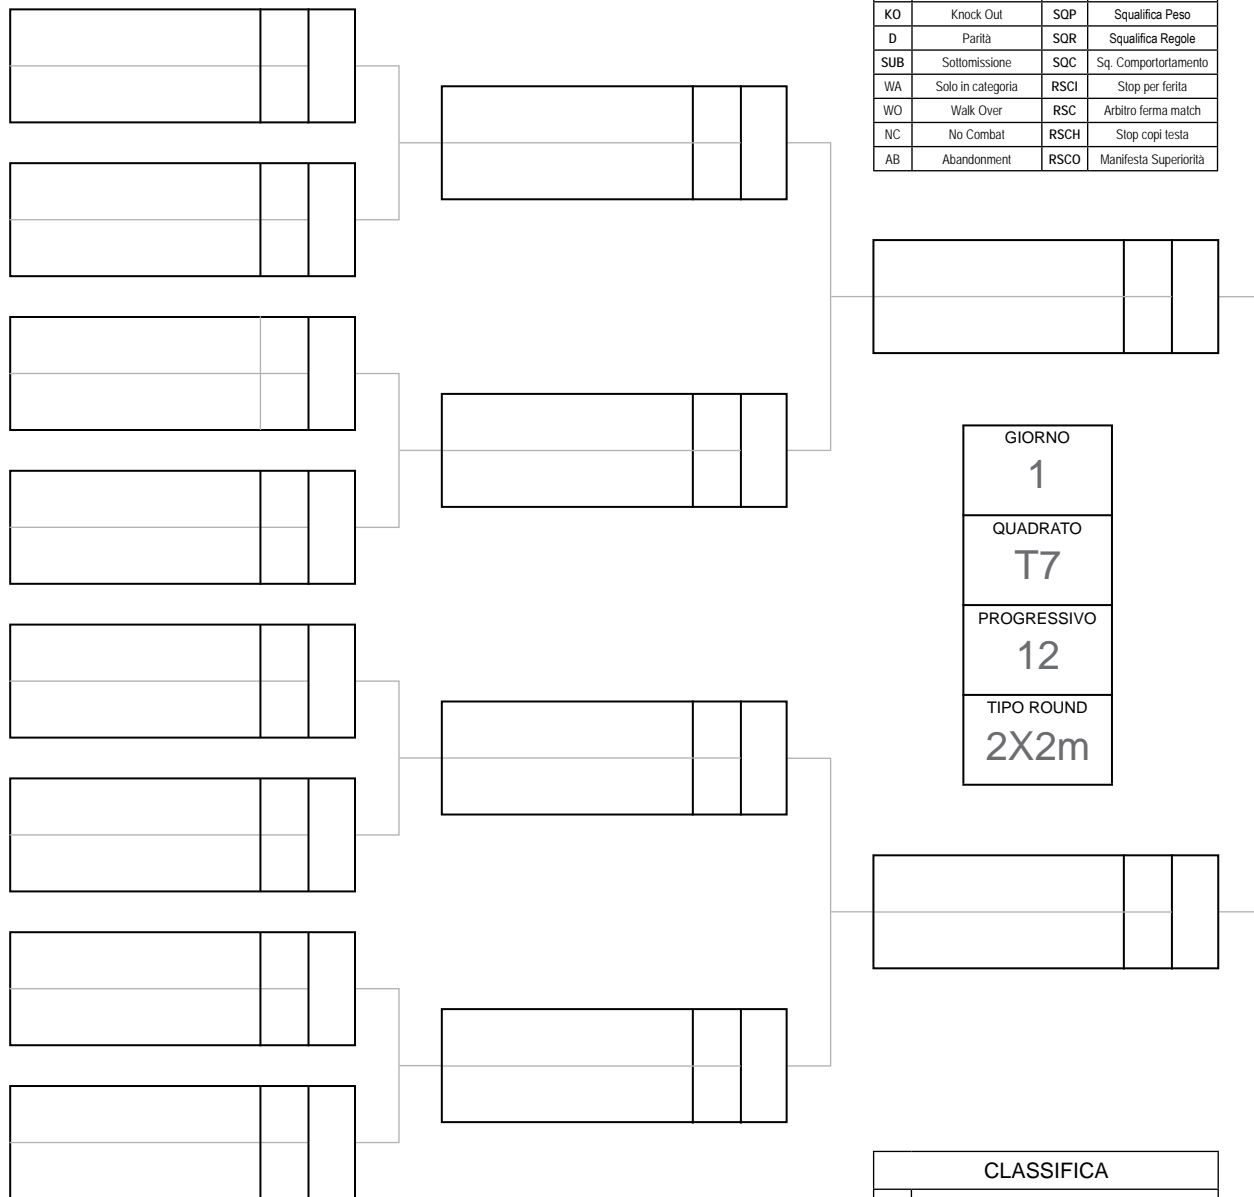 KO Knock Out SQP Squalifica Peso
D Parità SQR Squalifica Regole
SUB Sottomissione SQC Sq. Comportortamento
WA Solo in categoria RSCI Stop per ferita
WO Walk Over RSC Arbitro ferma match
NC No Combat RSCH Stop copi testa
AB Abandonment RSCO Manifesta Superiorità
GIORNO
1
QUADRATO
T7
PROGRESSIVO
12
TIPO ROUND
2X2m
CLASSIFICA